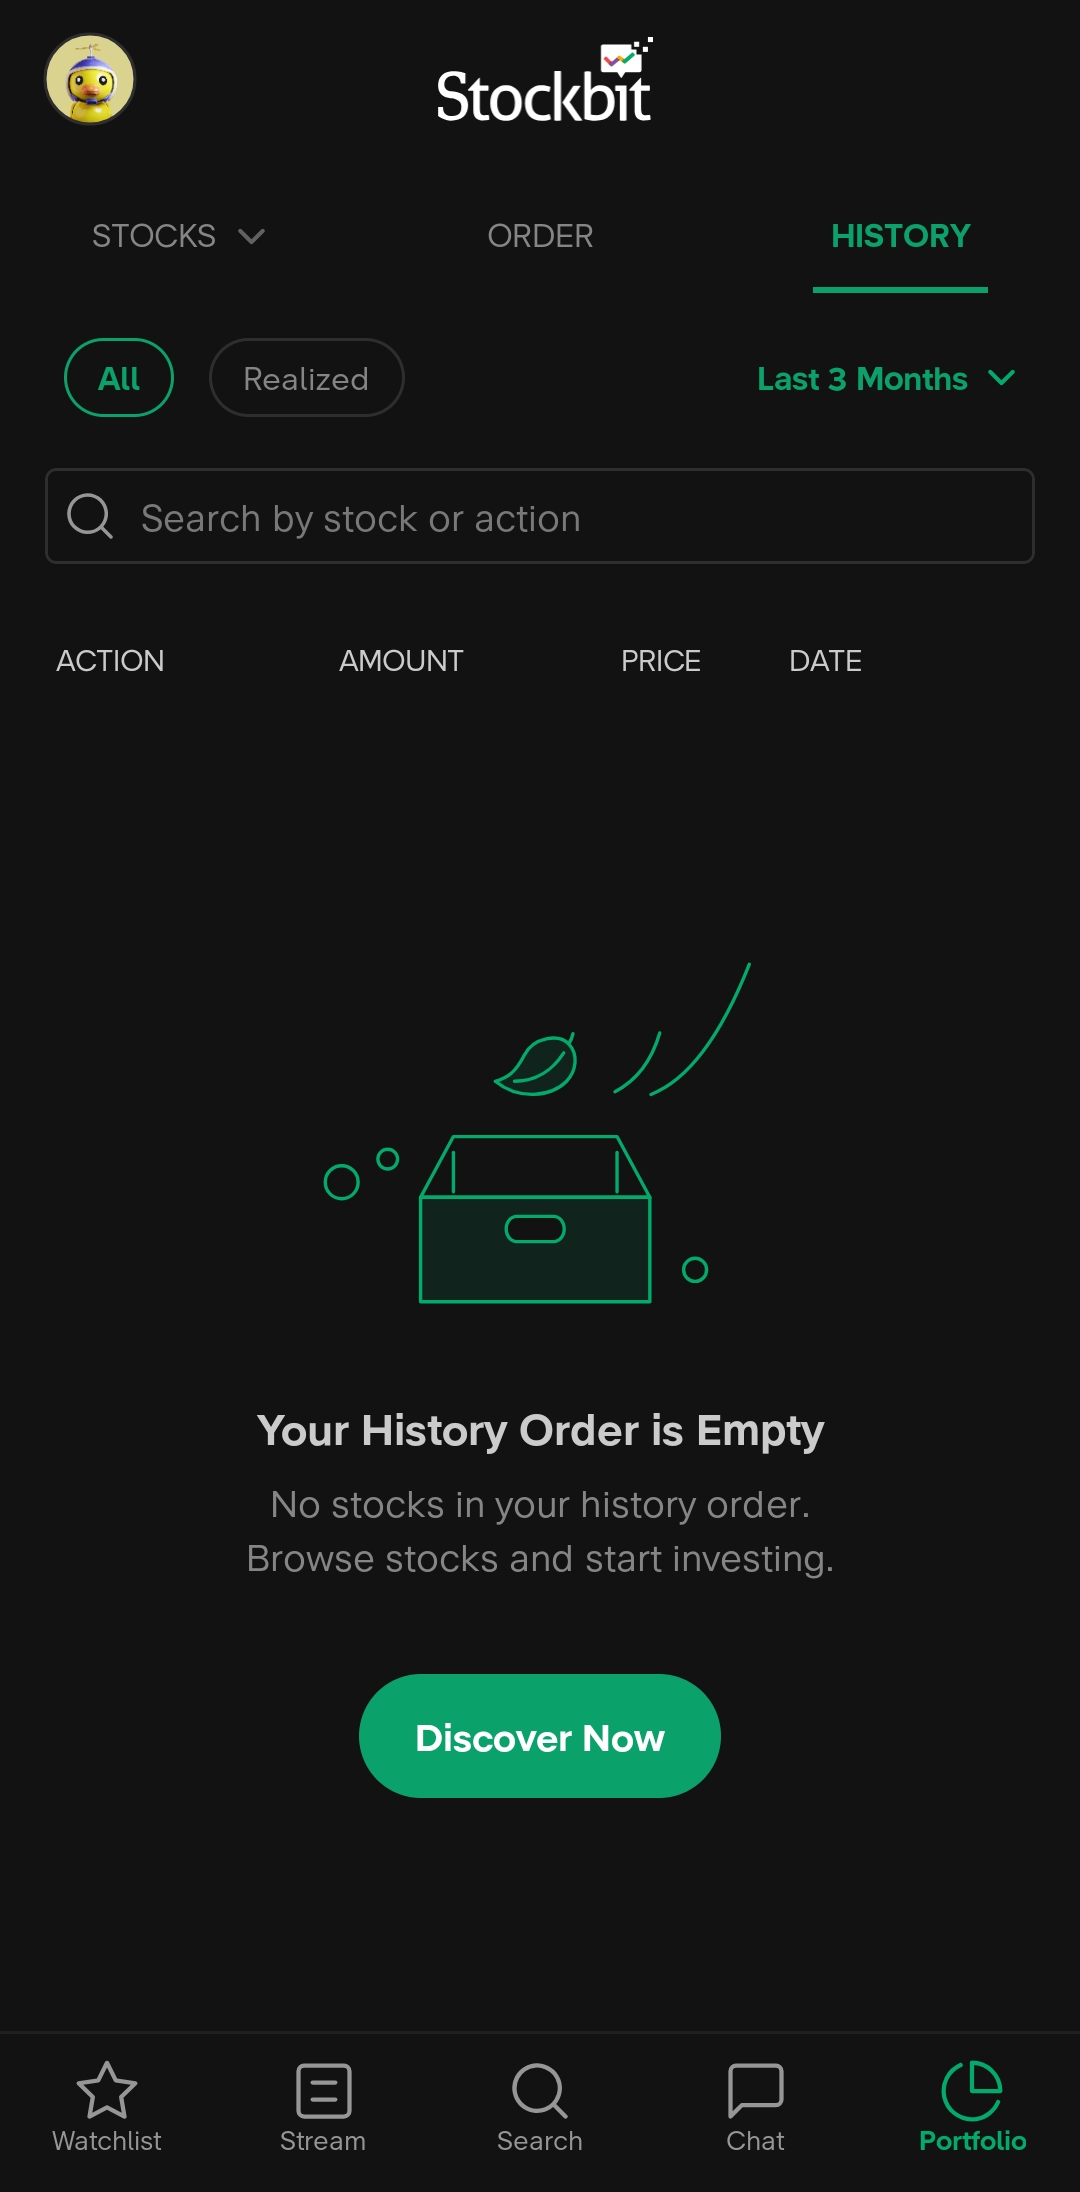 Stockbit
STOCKS
ORDER
HISTORY
All
Realized
Last 3 Months
Search by stock or action
ACTION
AMOUNT
PRICE
DATE
Your History Order is Empty
No stocks in your history order.
Browse stocks and start investing.
Discover Now
Watchlist
Stream
Search
Chat
Portfolio